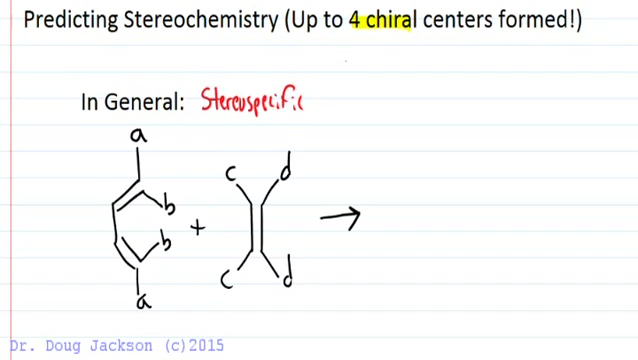 Predicting Stereochemistry (Up to 4 chiral centers formed!)
In General: Stereospecific
a
c d
b
+
b
c d
a
Dr. Doug Jackson (c)2015